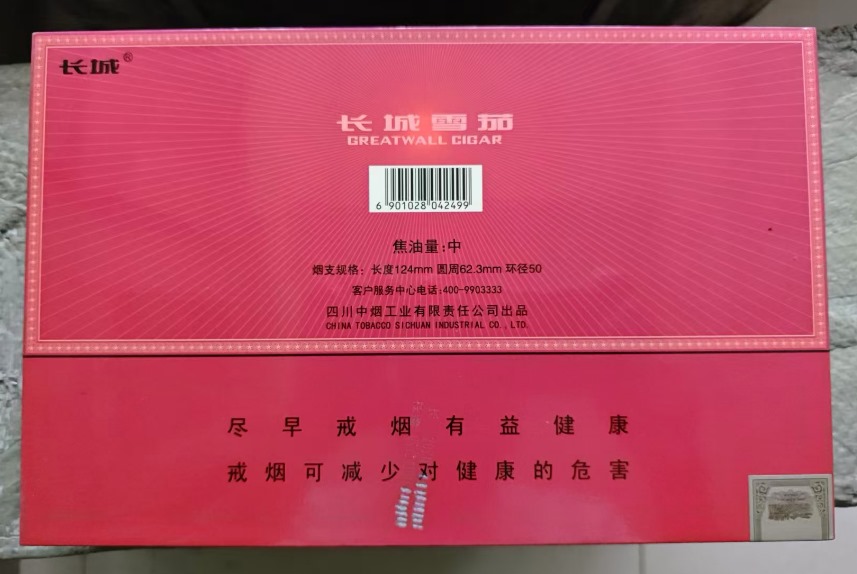 长城®
长城雪茄
GREATWALL CIGAR
6 901028 042499
焦油量:中
烟支规格: 长度124mm 圆周62.3mm 环径50
客户服务中心电话:400-9903333
四川中烟工业有限责任公司出品
CHINA TOBACCO SICHUAN INDUSTRIAL CO., LTD.
尽早戒烟有益健康
戒烟可减少对健康的危害